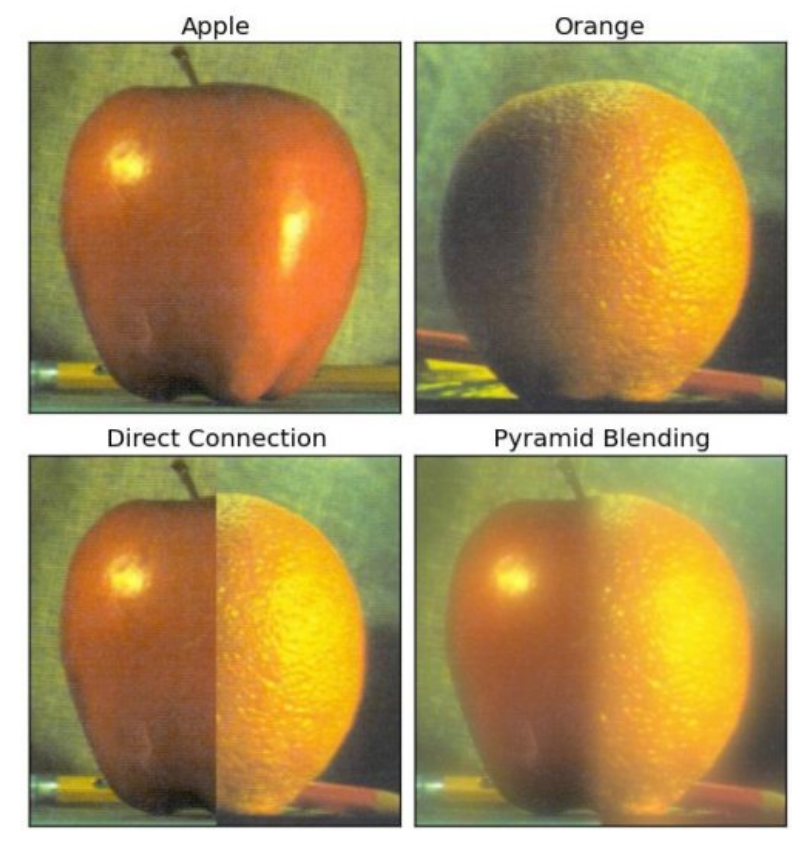 Apple
Orange
Direct Connection
Pyramid Blending